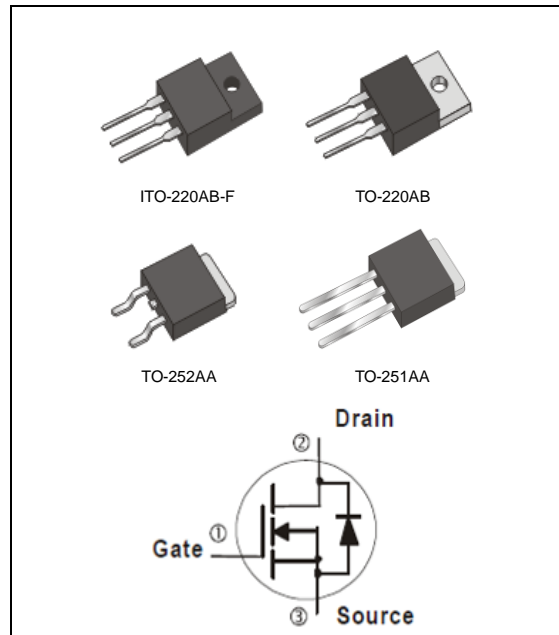 ITO-220AB-F
TO-220AB
TO-252AA
TO-251AA
Drain
②
①
Gate
③
Source